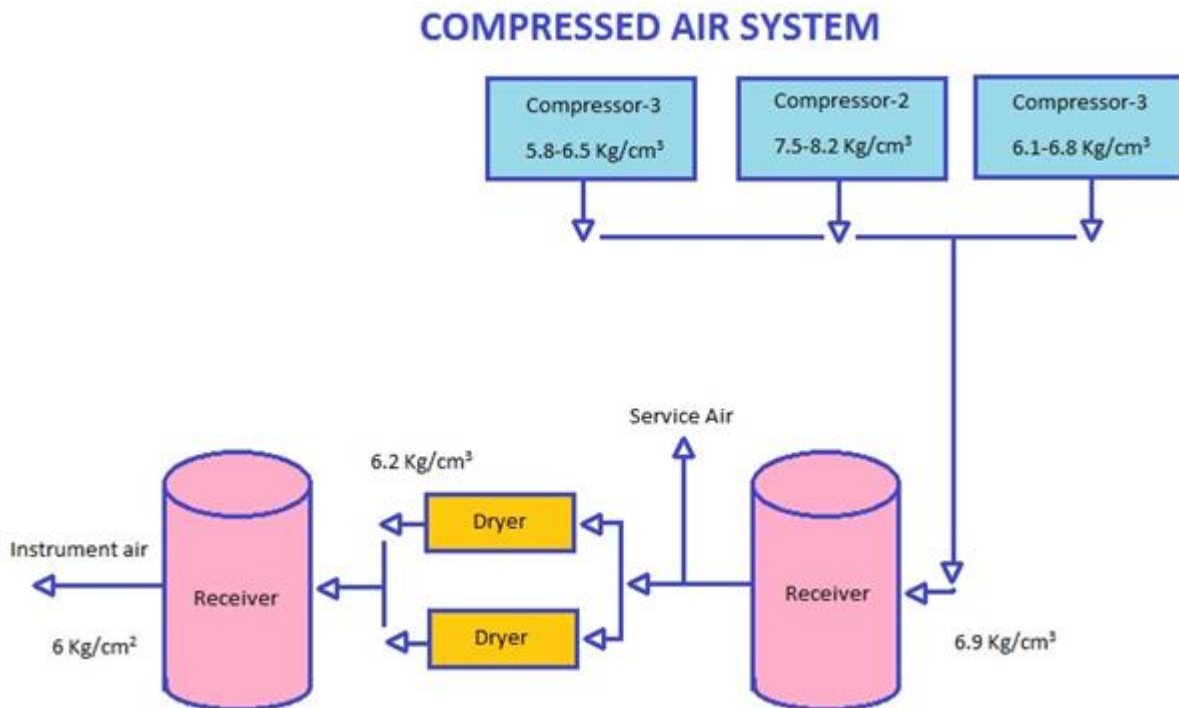 COMPRESSED AIR SYSTEM
Compressor-3
5.8-6.5 Kg/cm³
Compressor-2
7.5-8.2 Kg/cm³
Compressor-3
6.1-6.8 Kg/cm³
Service Air
6.2 Kg/cm³
Dryer
Instrument air
Receiver
Receiver
Dryer
6 Kg/cm²
6.9 Kg/cm³